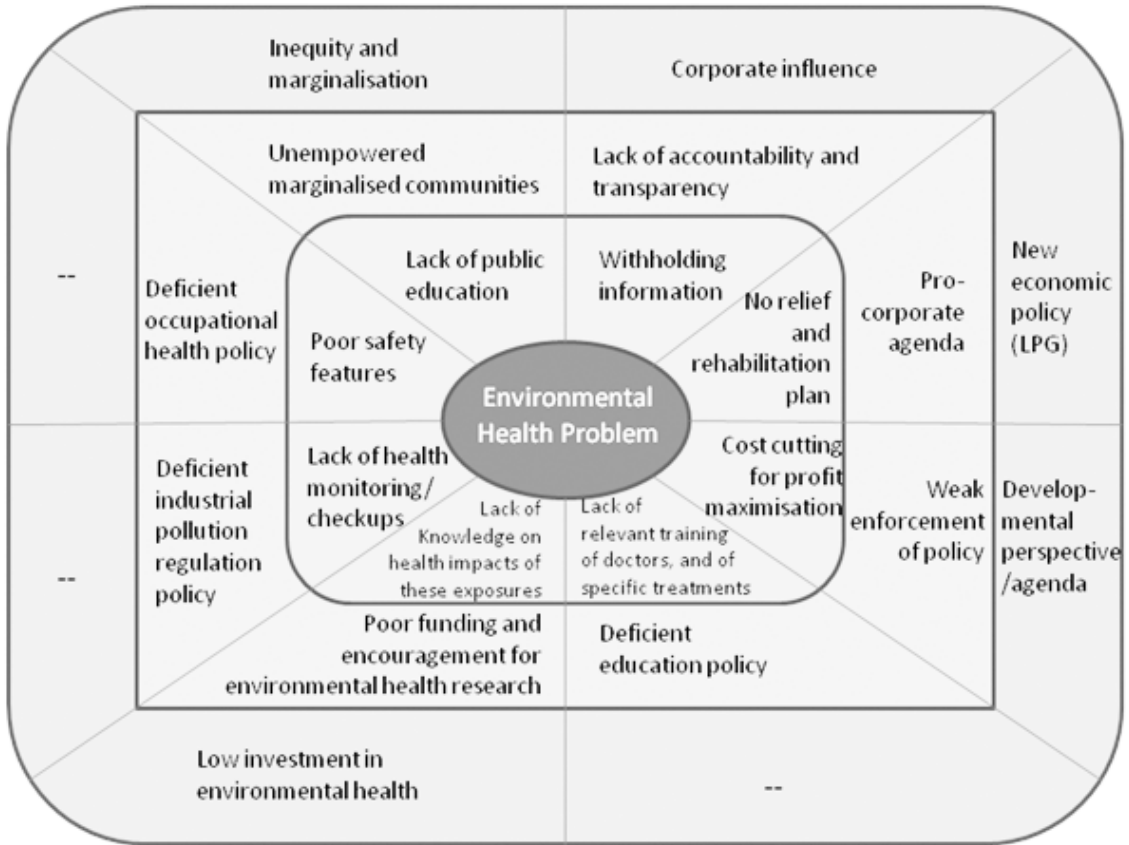 Inequity and
marginalisation
Corporate influence
Unempowered
marginalised communities
Lack of accountability and
transparency
Lack of public
education
Withholding
information
--
Deficient
occupational
health policy
Poor safety
features
No relief
and
rehabilitation
plan
Pro-
corporate
agenda
New
economic
policy
(LPG)
Environmental
Health Problem
--
Deficient
industrial
pollution
regulation
policy
Lack of health
monitoring/
checkups
Lack of
Knowledge on
health impacts of
these exposures
Lack of
relevant training
of doctors, and of
specific treatments
Cost cutting
for profit
maximisation
Weak
enforcement
of policy
Develop-
mental
perspective
/agenda
Poor funding and
encouragement for
environmental health research
Deficient
education policy
Low investment in
environmental health
--